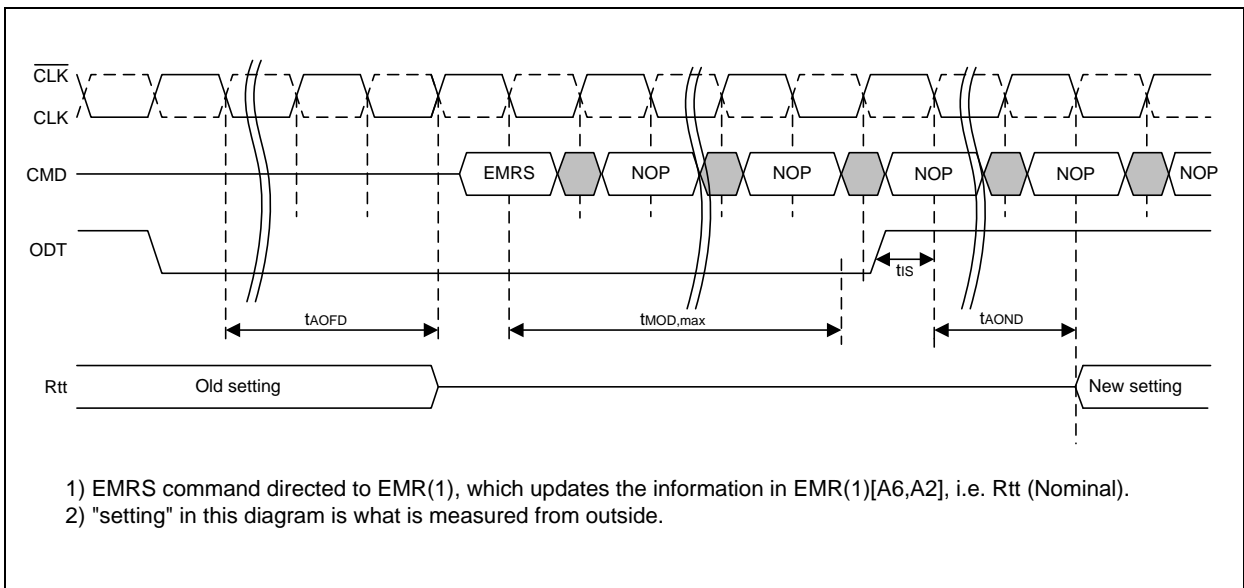 CLK
CLK
CMD
EMRS
NOP
NOP
NOP
NOP
NOP
ODT
tIS
tAOFD
tMOD,max
tAOND
Rtt
Old setting
New setting
1) EMRS command directed to EMR(1), which updates the information in EMR(1)[A6,A2], i.e. Rtt (Nominal).
2) "setting" in this diagram is what is measured from outside.